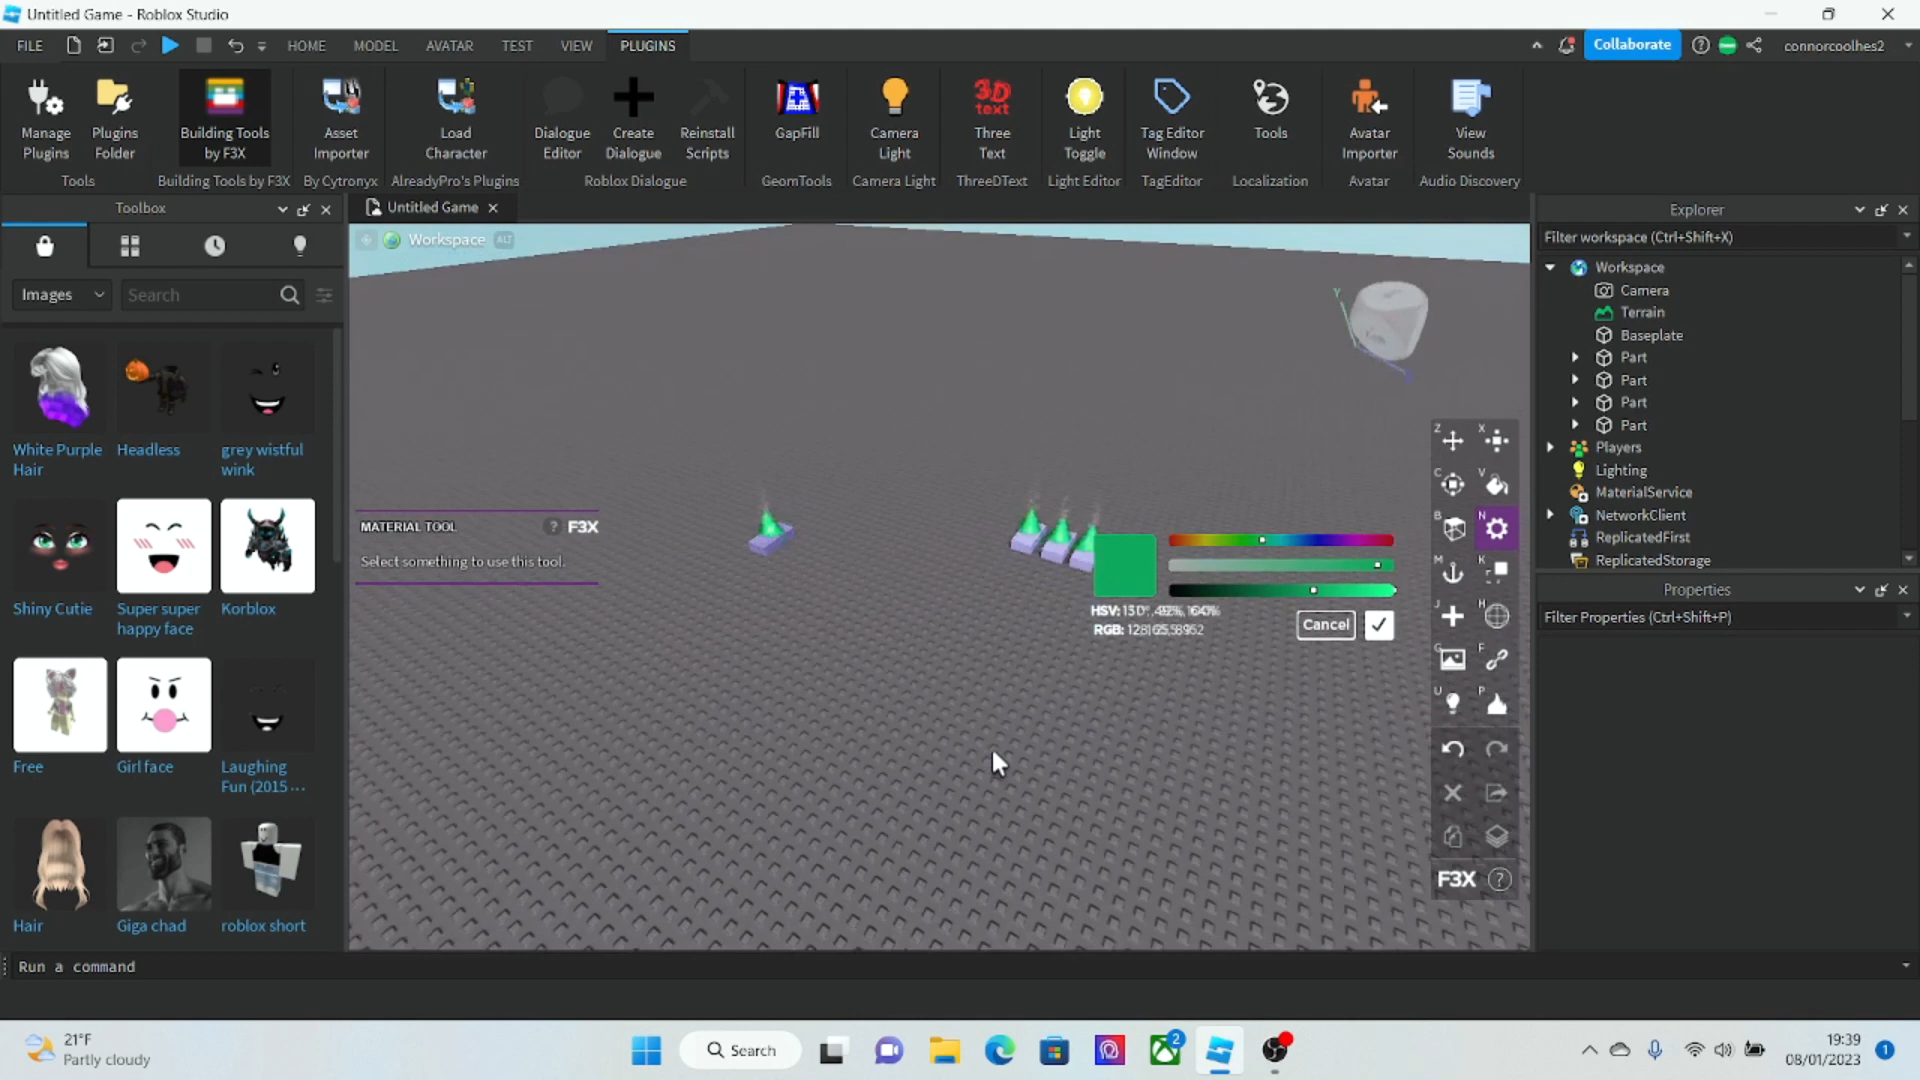 Untitled Game - Roblox Studio
FILE HOME MODEL AVATAR TEST VIEW PLUGINS Collaborate connorcoolhes2
Manage Plugins
Plugins Folder
Building Tools by F3X
Asset Importer
Load Character
Dialogue Editor
Create Dialogue
Reinstall Scripts
GapFill
Camera Light
3D text
Three Text
Light Toggle
Tag Editor Window
Tools
Avatar Importer
View Sounds
Tools Building Tools by F3X By Cytronyx AlreadyPro's Plugins Roblox Dialogue GeomTools Camera Light ThreeDText Light Editor TagEditor Localization Avatar Audio Discovery
Toolbox
Untitled Game
Images Search
White Purple Hair
Headless
grey wistful wink
Shiny Cutie
Super super happy face
Korblox
Free
Girl face
Laughing Fun (2015 ...
Hair
Giga chad
roblox short
Workspace ALT
Y
MATERIAL TOOL ? F3X
Select something to use this tool.
HSV:
RGB:
Cancel
Z X
C V
B N
M K
J H
G F
U P
F3X ?
Explorer
Filter workspace (Ctrl+Shift+X)
Workspace
Camera
Terrain
Baseplate
Part
Part
Part
Part
Players
Lighting
MaterialService
NetworkClient
ReplicatedFirst
ReplicatedStorage
Properties
Filter Properties (Ctrl+Shift+P)
Run a command
21°F
Partly cloudy
Search
2
19:39
08/01/2023
1